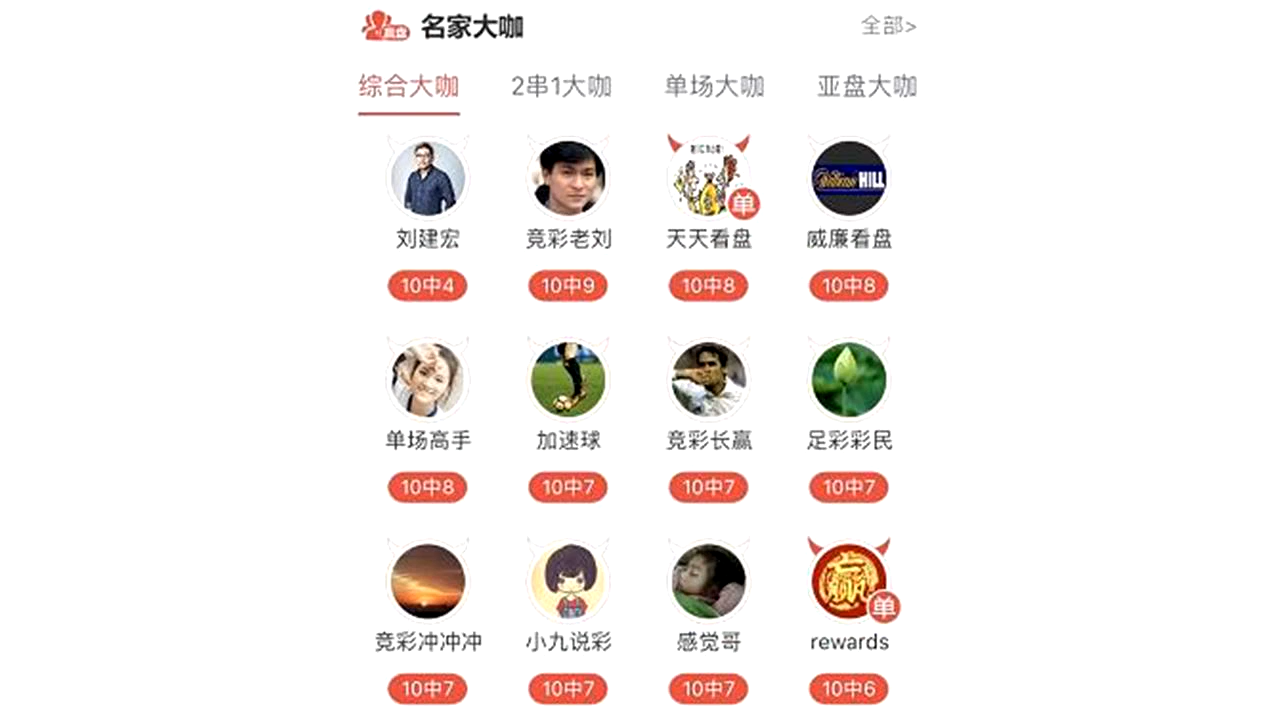 赢盘
名家大咖
全部>
综合大咖
2串1大咖
单场大咖
亚盘大咖
HILL
单
刘建宏
竞彩老刘
天天看盘
威廉看盘
10中4
10中9
10中8
10中8
单场高手
加速球
竞彩长赢
足彩彩民
10中8
10中7
10中7
10中7
赢
单
竞彩冲冲冲
小九说彩
感觉哥
rewards
10中7
10中7
10中7
10中6